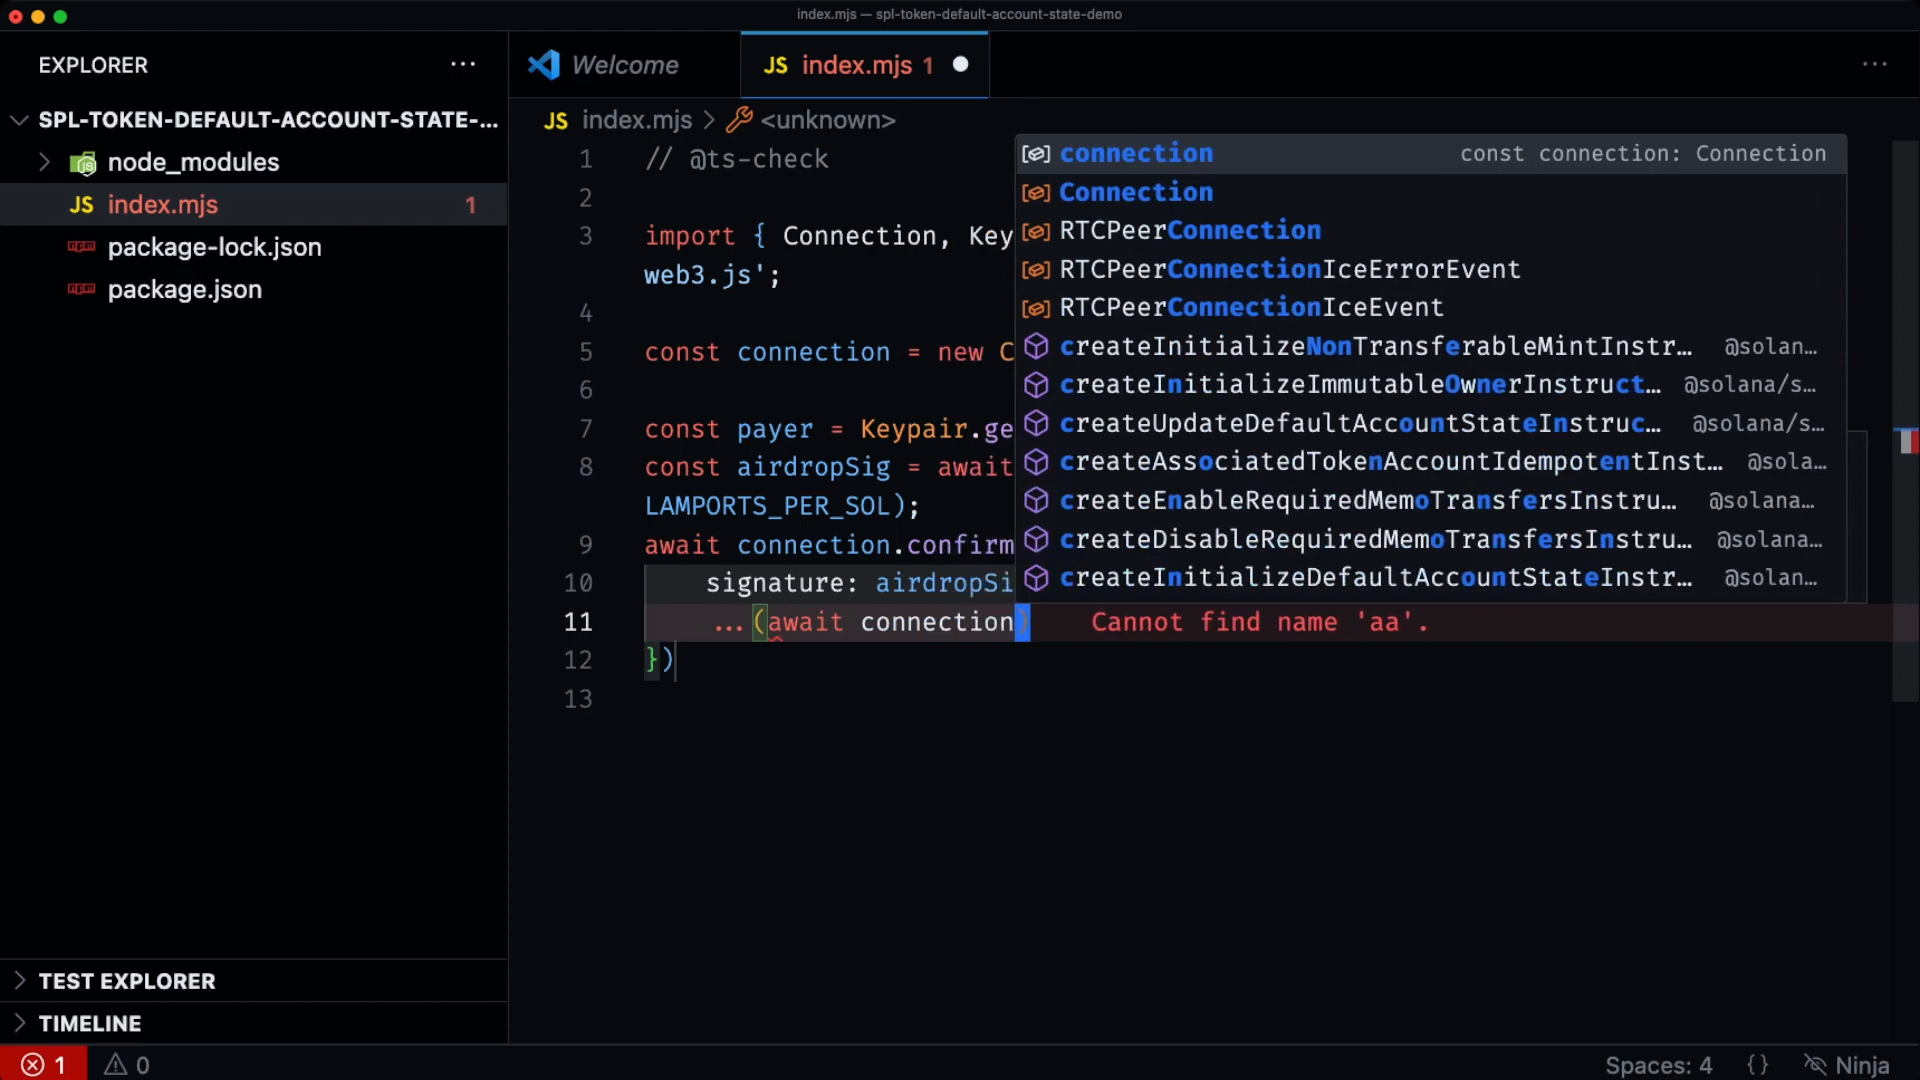 index.mjs — spl-token-default-account-state-demo
EXPLORER
SPL-TOKEN-DEFAULT-ACCOUNT-STATE-...
node_modules
JS index.mjs 1
package-lock.json
package.json
TEST EXPLORER
TIMELINE
Welcome
JS index.mjs 1
JS index.mjs > <unknown>
1 // @ts-check
2
3 import { Connection, Key
web3.js';
4
5 const connection = new C
6
7 const payer = Keypair.ge
8 const airdropSig = await
LAMPORTS_PER_SOL);
9 await connection.confirm
10 signature: airdropSi
11 ...(await connection) Cannot find name 'aa'.
12 })
13
connection const connection: Connection
Connection
RTCPeerConnection
RTCPeerConnectionIceErrorEvent
RTCPeerConnectionIceEvent
createInitializeNonTransferableMintInstr… @solan…
createInitializeImmutableOwnerInstruct… @solana/s…
createUpdateDefaultAccountStateInstruc… @solana/s…
createAssociatedTokenAccountIdempotentInst… @sola…
createEnableRequiredMemoTransfersInstru… @solana…
createDisableRequiredMemoTransfersInstru… @solana…
createInitializeDefaultAccountStateInstr… @solan…
1 0
Spaces: 4 {} Ninja